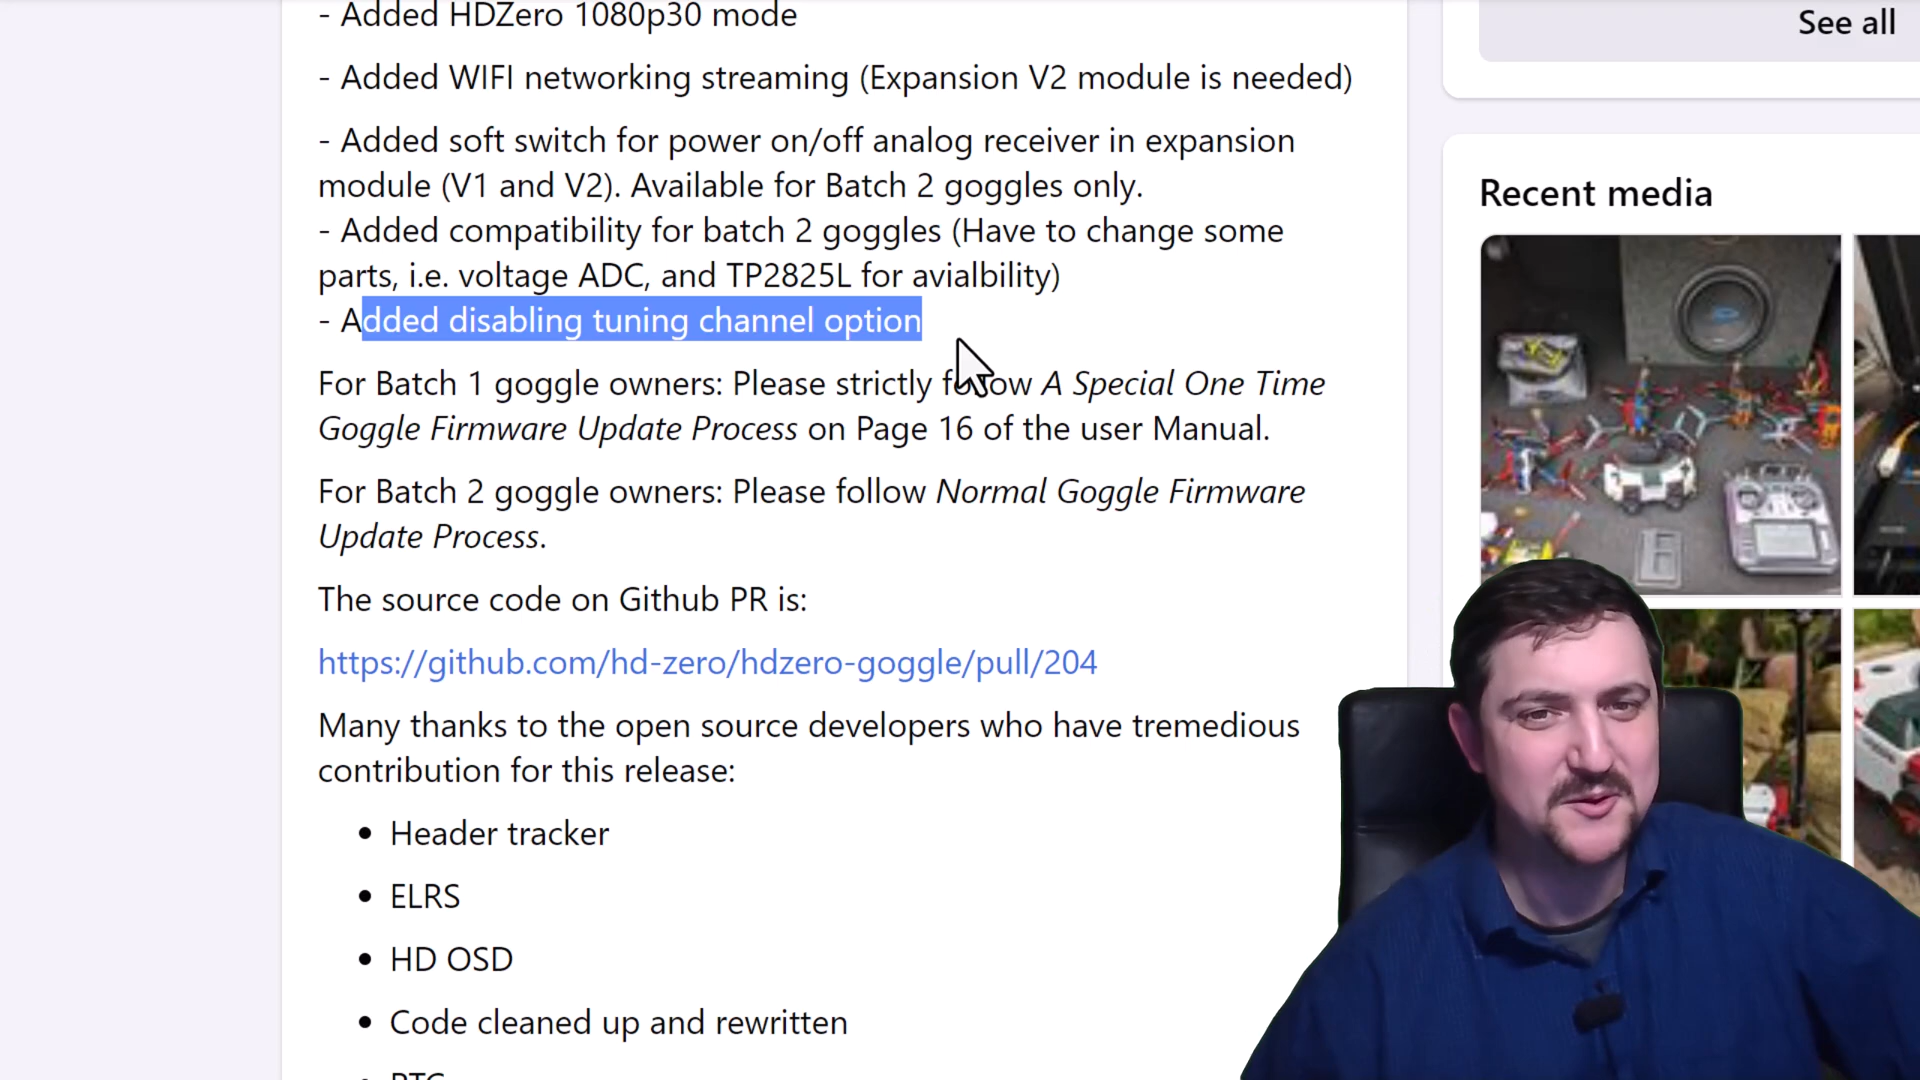 - Added HDZero 1080p30 mode
See all
- Added WIFI networking streaming (Expansion V2 module is needed)
- Added soft switch for power on/off analog receiver in expansion
module (V1 and V2). Available for Batch 2 goggles only.
- Added compatibility for batch 2 goggles (Have to change some
parts, i.e. voltage ADC, and TP2825L for avialbility)
- Added disabling tuning channel option
For Batch 1 goggle owners: Please strictly follow A Special One Time
Goggle Firmware Update Process on Page 16 of the user Manual.
For Batch 2 goggle owners: Please follow Normal Goggle Firmware
Update Process.
The source code on Github PR is:
https://github.com/hd-zero/hdzero-goggle/pull/204
Many thanks to the open source developers who have tremedious
contribution for this release:
• Header tracker
• ELRS
• HD OSD
• Code cleaned up and rewritten
Recent media